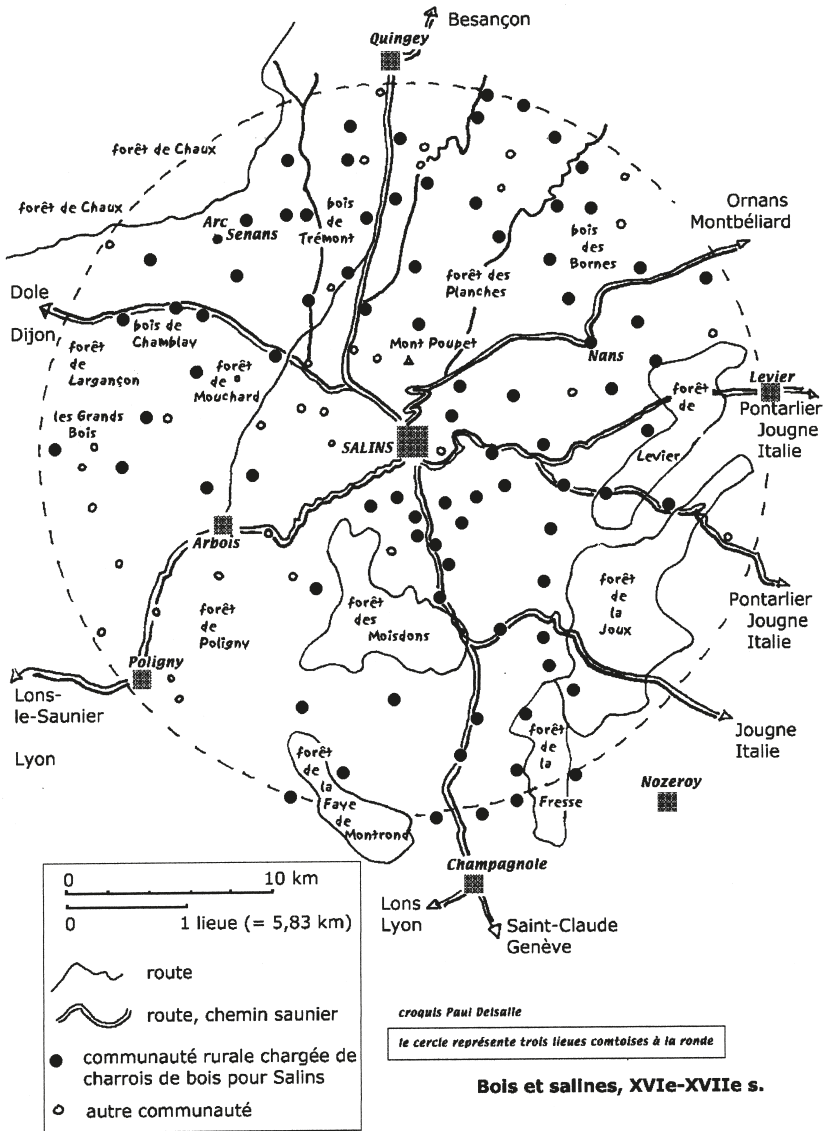 Besançon
Quingey
forêt de Chaux
forêt de Chaux
Arc
Senans
bois
de
Trémont
bois
des
Bornes
Ornans
Montbéliard
forêt des
Planches
Dole
Dijon
bois de
Chamblay
Mont Poupet
Nans
forêt
de
Largançon
forêt
de
Mouchard
les Grands
Bois
SALINS
forêt
de
Levier
Levier
Pontarlier
Jougne
Italie
Arbois
forêt
de
Poligny
forêt
des
Moisdons
forêt
de
la
Joux
Pontarlier
Jougne
Italie
Poligny
Lons-
le-Saunier
Lyon
Jougne
Italie
forêt
de
la
Faye
de
Montrond
forêt
de
la
Fresse
Nozeroy
Champagnole
Lons
Lyon
Saint-Claude
Genève
0 10 km
0 1 lieue (= 5,83 km)
route
route, chemin saunier
communauté rurale chargée de
charrois de bois pour Salins
autre communauté
croquis Paul Delsalle
le cercle représente trois lieues comtoises à la ronde
Bois et salines, XVIe-XVIIe s.